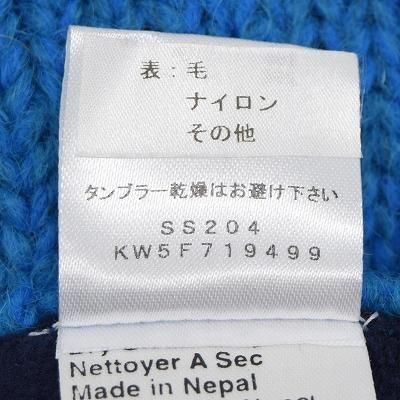 表：毛
ナイロン
その他
タンブラー乾燥はお避け下さい
SS204
KW5F719499
Nettoyer A Sec
Made in Nepal